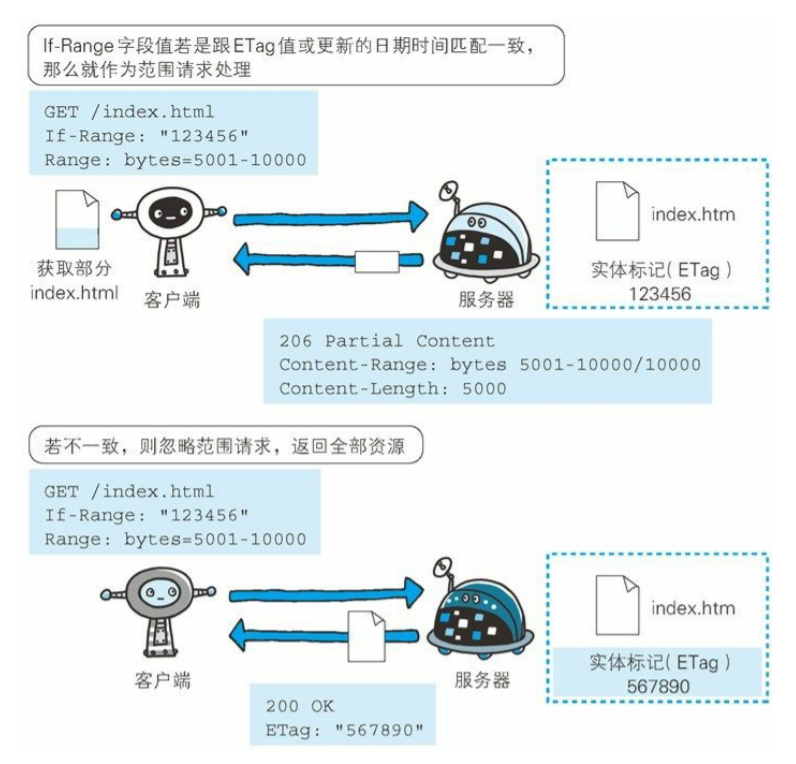 If-Range 字段值若是跟ETag值或更新的日期时间匹配一致，
那么就作为范围请求处理
GET /index.html
If-Range: "123456"
Range: bytes=5001-10000
获取部分
index.html
客户端
服务器
index.htm
实体标记( ETag )
123456
206 Partial Content
Content-Range: bytes 5001-10000/10000
Content-Length: 5000
若不一致，则忽略范围请求，返回全部资源
GET /index.html
If-Range: "123456"
Range: bytes=5001-10000
客户端
服务器
index.htm
实体标记( ETag )
567890
200 OK
ETag: "567890"